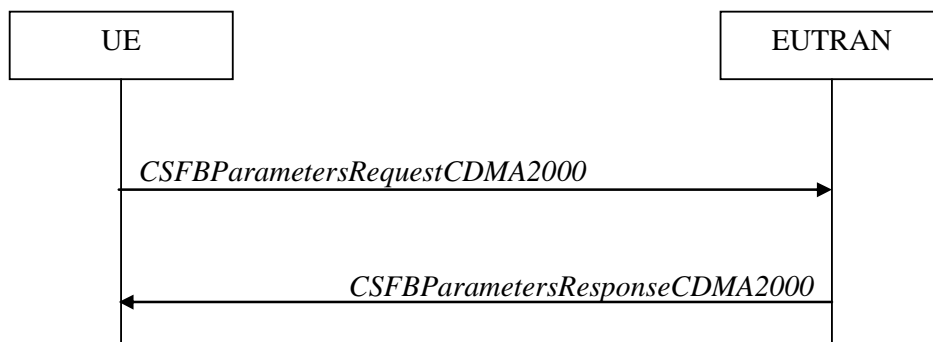 UE
EUTRAN
CSFBParametersRequestCDMA2000
CSFBParametersResponseCDMA2000